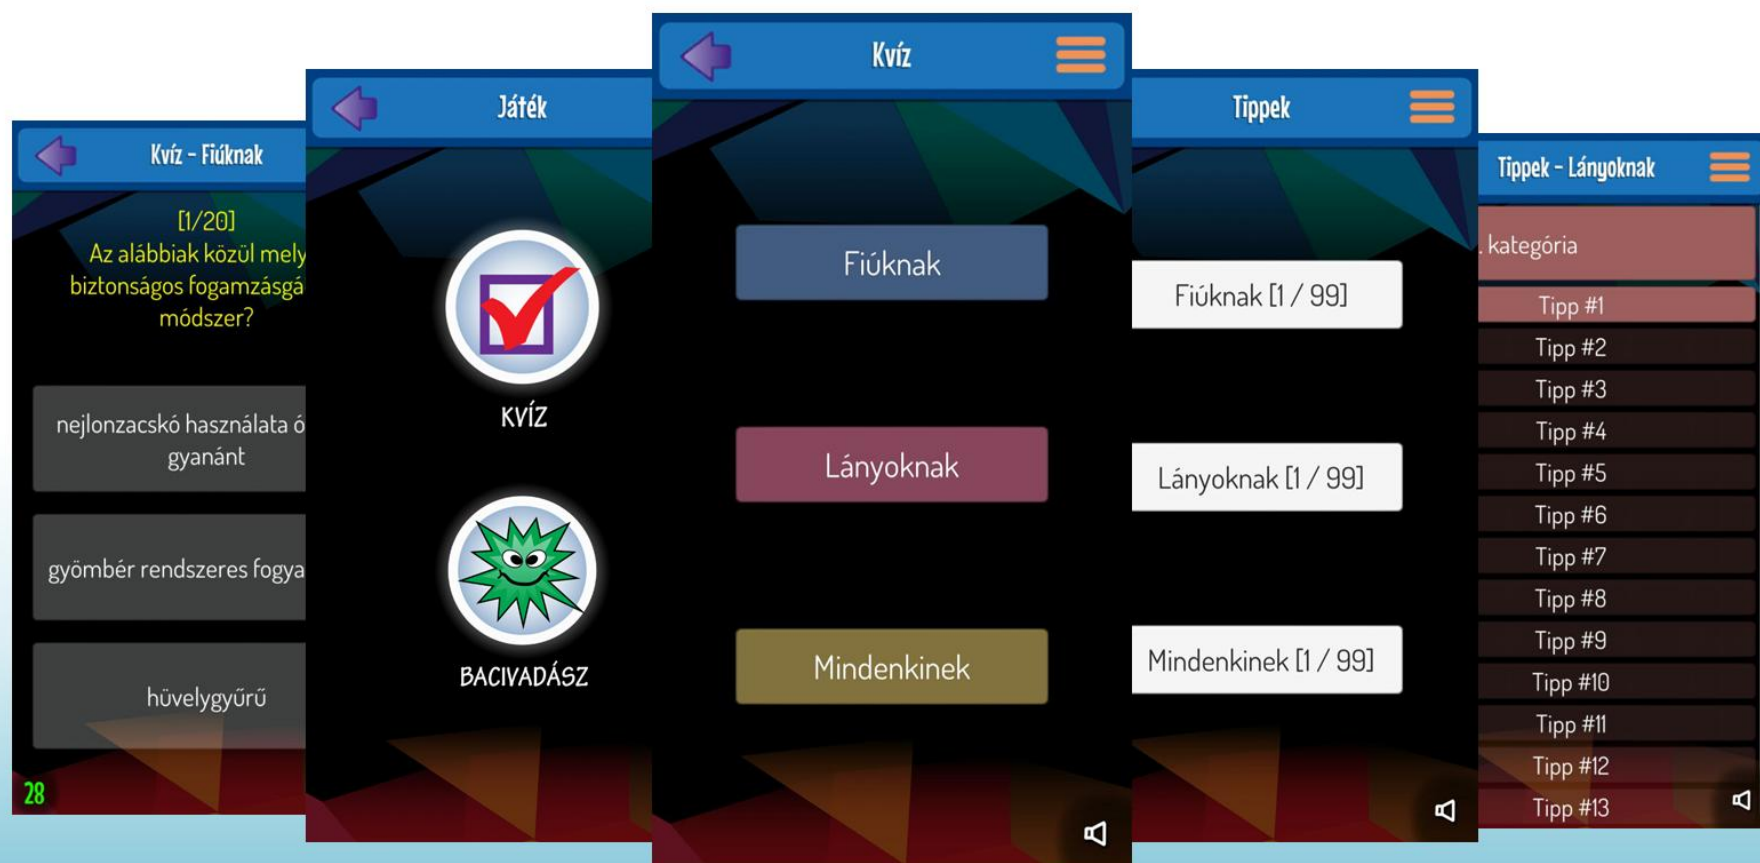 Kvíz - Fiúknak
[1/20]
Az alábbiak közül mely
biztonságos fogamzásgá
módszer?
nejlonzacskó használata ó
gyanánt
gyömbér rendszeres fogya
hüvelygyűrű
28
Játék
KVÍZ
BACIVADÁSZ
Kvíz
Fiúknak
Lányoknak
Mindenkinek
Tippek
Fiúknak [1 / 99]
Lányoknak [1 / 99]
Mindenkinek [1 / 99]
Tippek - Lányoknak
. kategória
Tipp #1
Tipp #2
Tipp #3
Tipp #4
Tipp #5
Tipp #6
Tipp #7
Tipp #8
Tipp #9
Tipp #10
Tipp #11
Tipp #12
Tipp #13